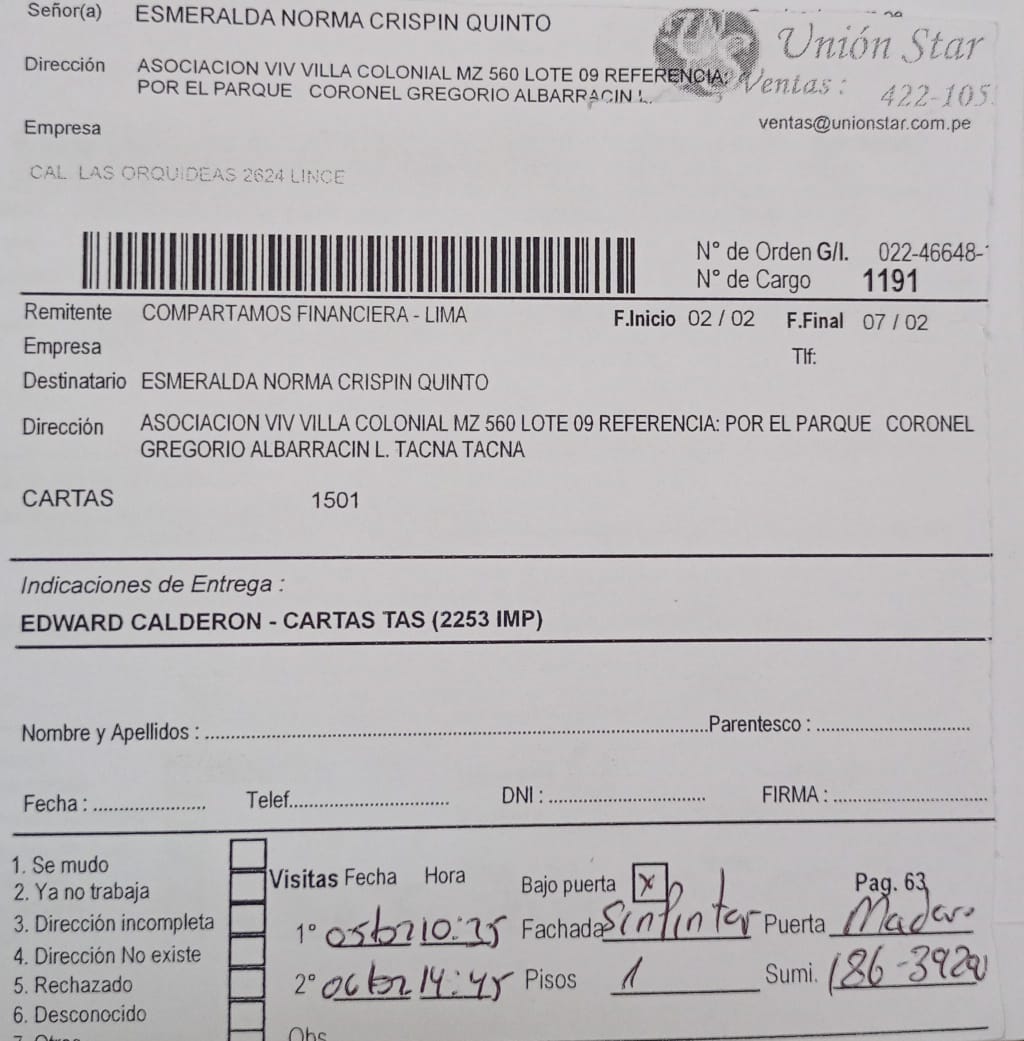 Señor(a) ESMERALDA NORMA CRISPIN QUINTO
Unión Star
Dirección ASOCIACION VIV VILLA COLONIAL MZ 560 LOTE 09 REFERENCIA:
POR EL PARQUE CORONEL GREGORIO ALBARRACIN L.
Ventas: 422-105
ventas@unionstar.com.pe
Empresa
CAL LAS ORQUIDEAS 2624 LINCE
N° de Orden G/I. 022-46648-
N° de Cargo 1191
Remitente COMPARTAMOS FINANCIERA - LIMA
F.Inicio 02 / 02 F.Final 07 / 02
Empresa
Tlf:
Destinatario ESMERALDA NORMA CRISPIN QUINTO
Dirección ASOCIACION VIV VILLA COLONIAL MZ 560 LOTE 09 REFERENCIA: POR EL PARQUE CORONEL
GREGORIO ALBARRACIN L. TACNA TACNA
CARTAS 1501
Indicaciones de Entrega :
EDWARD CALDERON - CARTAS TAS (2253 IMP)
Nombre y Apellidos : Parentesco :
Fecha : Telef. DNI : FIRMA :
1. Se mudo
2. Ya no trabaja
3. Dirección incompleta
4. Dirección No existe
5. Rechazado
6. Desconocido
Visitas Fecha Hora Bajo puerta X Pag. 63
1° 10:35 Fachada Sin Pintar Puerta
2° 14:45 Pisos 1 Sumi.
Obs